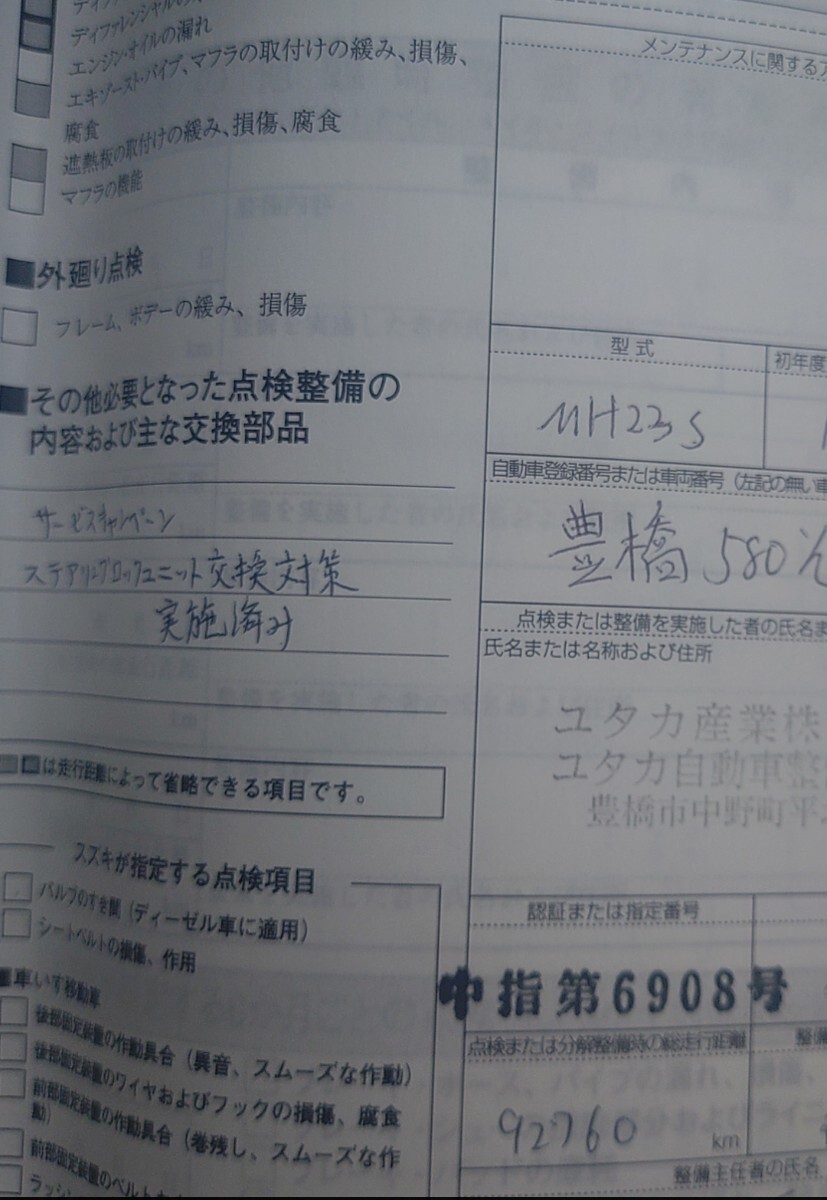 ディファレンシャルの
エンジン・オイルの漏れ
エキゾースト・パイプ、マフラの取付けの緩み、損傷、
腐食
遮熱板の取付けの緩み、損傷、腐食
マフラの機能
■外廻り点検
フレーム、ボデーの緩み、損傷
■その他必要となった点検整備の
内容および主な交換部品
サービスキャンペーン
ステアリングロックユニット交換対策
実施済み
は走行距離によって省略できる項目です。
スズキが指定する点検項目
バルブのすき間（ディーゼル車に適用）
シートベルトの損傷、作用
■車いす移動車
後部固定装置の作動具合（異音、スムーズな作動）
後部固定装置のワイヤおよびフックの損傷、腐食
前部固定装置の作動具合（巻残し、スムーズな作
動）
前部固定装置のベルト
メンテナンスに関するア
型式
初年度
MH23S
自動車登録番号または車両番号（左記の無い車
豊橋 580
点検または整備を実施した者の氏名ま
氏名または名称および住所
ユタカ産業株
ユタカ自動車整
豊橋市中野町平
認証または指定番号
中指第6908号
点検または分解整備時の総走行距離
整備
92760 km
整備主任者の氏名